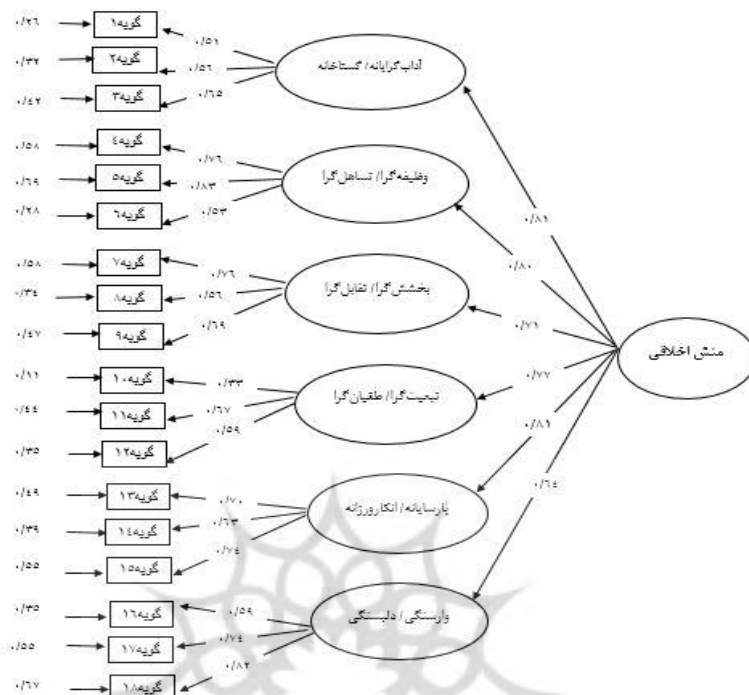 ۰/۲۶
گویه۱
۰/۵۱
۰/۳۲
گویه۲
۰/۵۶
آداب‌گرایانه/ گستاخانه
۰/۴۲
گویه۳
۰/۶۵
۰/۸۱
۰/۵۸
گویه۴
۰/۷۶
۰/۶۹
گویه۵
۰/۸۳
وظیفه‌گرا/ تساهل‌گرا
۰/۲۸
گویه۶
۰/۵۳
۰/۸۰
۰/۵۸
گویه۷
۰/۷۶
۰/۳۴
گویه۸
۰/۵۶
بخشش‌گرا/ تقابل‌گرا
۰/۴۷
گویه۹
۰/۶۹
۰/۷۱
منش اخلاقی
۰/۱۱
گویه۱۰
۰/۳۳
۰/۴۴
گویه۱۱
۰/۶۷
تبعیت‌گرا/ طغیان‌گرا
۰/۳۵
گویه۱۲
۰/۵۹
۰/۷۷
۰/۴۹
گویه۱۳
۰/۷۰
۰/۳۹
گویه۱۴
۰/۶۳
پارسایانه/ انکارورزانه
۰/۵۵
گویه۱۵
۰/۷۴
۰/۸۱
۰/۳۵
گویه۱۶
۰/۵۹
۰/۵۵
گویه۱۷
۰/۷۴
وارستگی/ دلبستگی
۰/۶۷
گویه۱۸
۰/۸۲
۰/۶۴